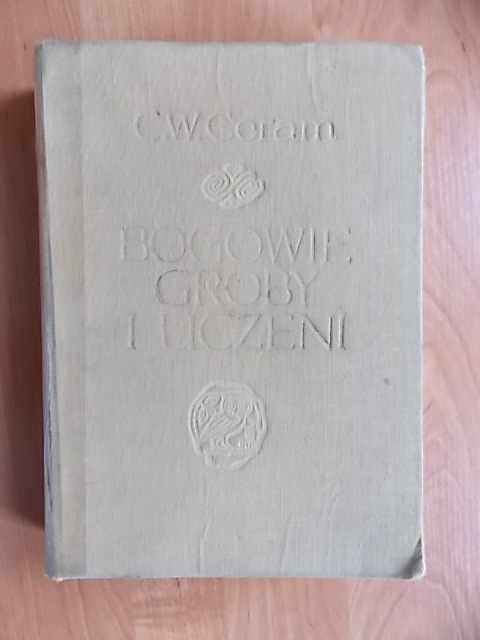 C.W. Ceram
BOGOWIE,
GROBY
I UCZENI